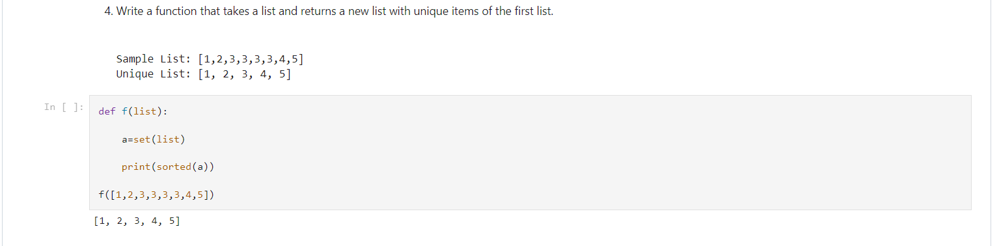 4. Write a function that takes a list and returns a new list with unique items of the first list.
Sample List: [1,2,3,3,3,3,4,5]
Unique List: [1, 2, 3, 4, 5]
In [ ]:
def f(list):
a=set(list)
print(sorted(a))
f([1,2,3,3,3,3,4,5])
[1, 2, 3, 4, 5]